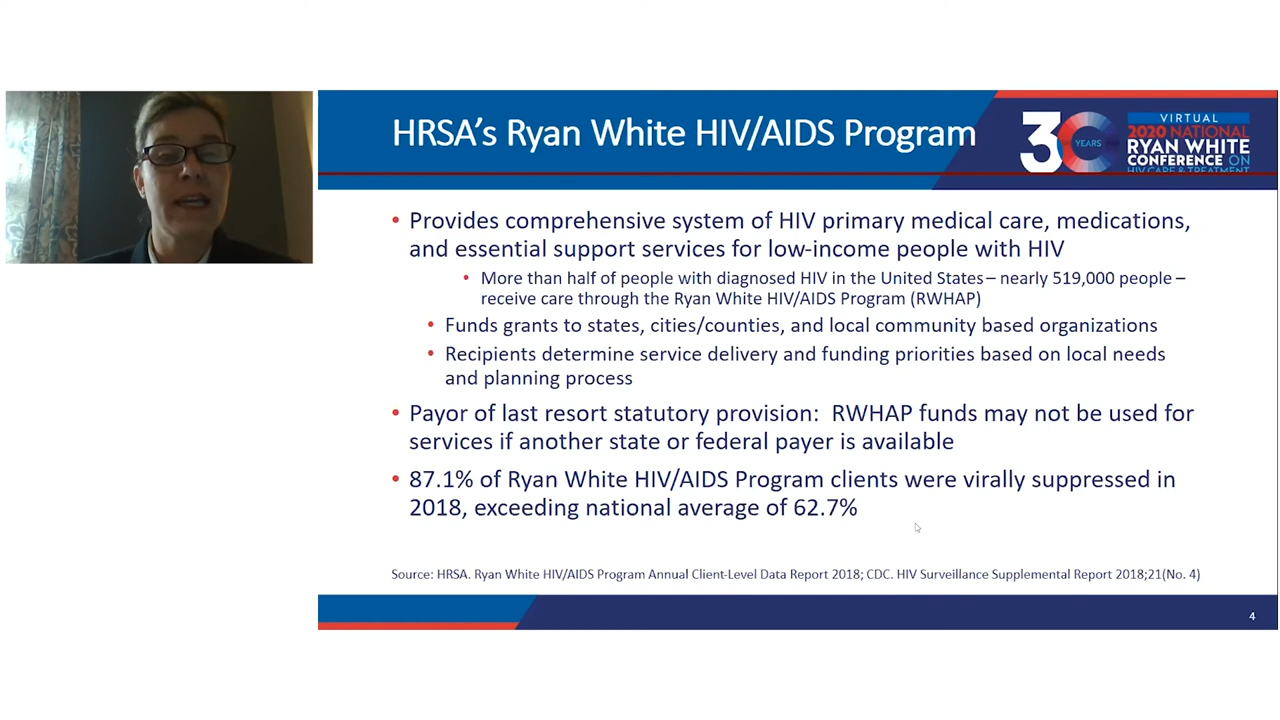 HRSA's Ryan White HIV/AIDS Program
30 YEARS
VIRTUAL
2020 NATIONAL
RYAN WHITE
CONFERENCE ON
HIV CARE & TREATMENT
• Provides comprehensive system of HIV primary medical care, medications,
and essential support services for low-income people with HIV
• More than half of people with diagnosed HIV in the United States – nearly 519,000 people –
receive care through the Ryan White HIV/AIDS Program (RWHAP)
• Funds grants to states, cities/counties, and local community based organizations
• Recipients determine service delivery and funding priorities based on local needs
and planning process
• Payor of last resort statutory provision: RWHAP funds may not be used for
services if another state or federal payer is available
• 87.1% of Ryan White HIV/AIDS Program clients were virally suppressed in
2018, exceeding national average of 62.7%
Source: HRSA. Ryan White HIV/AIDS Program Annual Client-Level Data Report 2018; CDC. HIV Surveillance Supplemental Report 2018;21(No. 4)
4